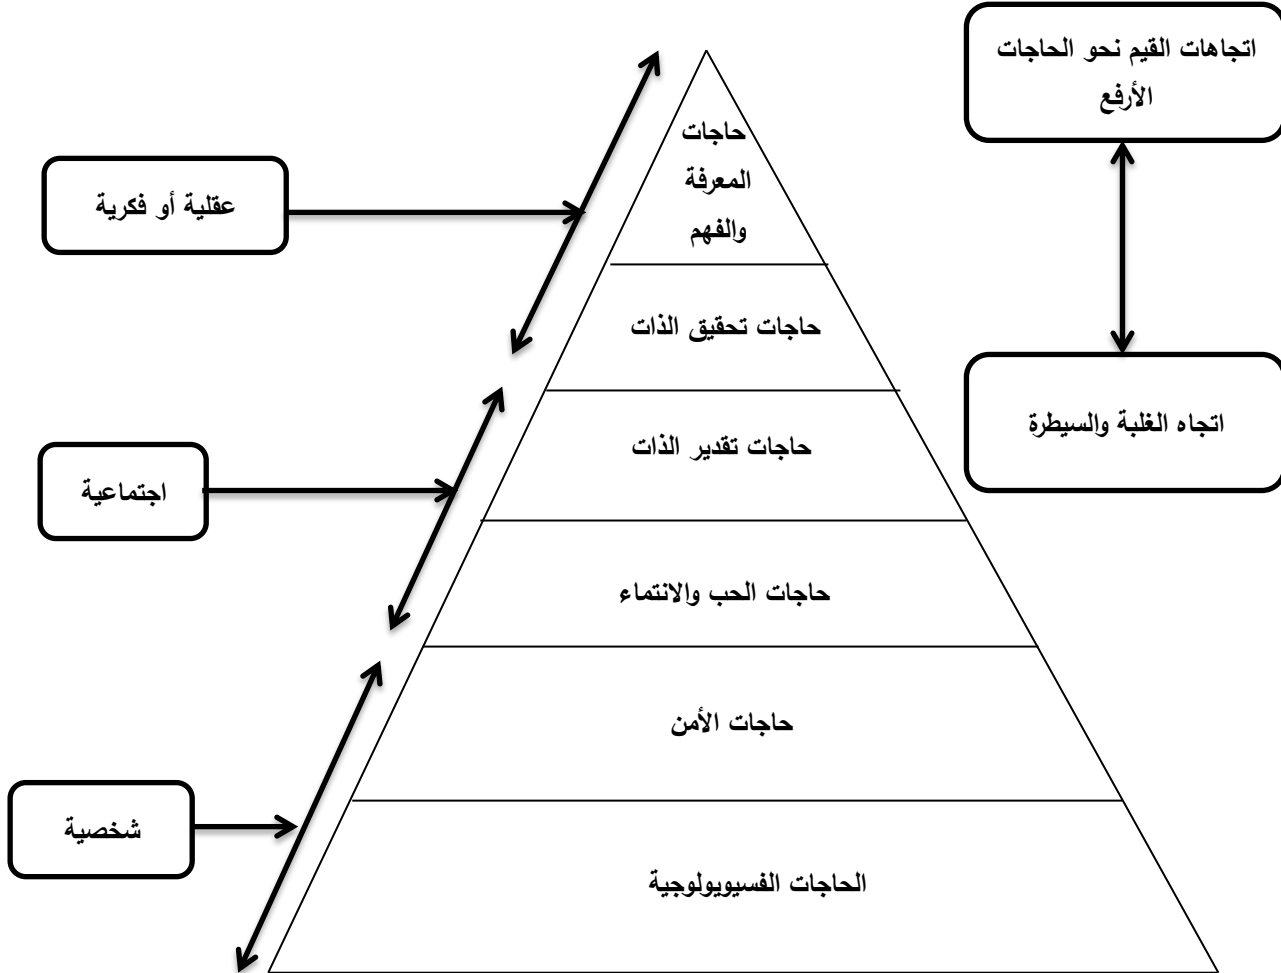 اتجاهات القيم نحو الحاجات
الأرفع
حاجات
المعرفة
والفهم
عقلية أو فكرية
حاجات تحقيق الذات
اتجاه الغلبة والسيطرة
حاجات تقدير الذات
اجتماعية
حاجات الحب والانتماء
حاجات الأمن
شخصية
الحاجات الفسيويولوجية